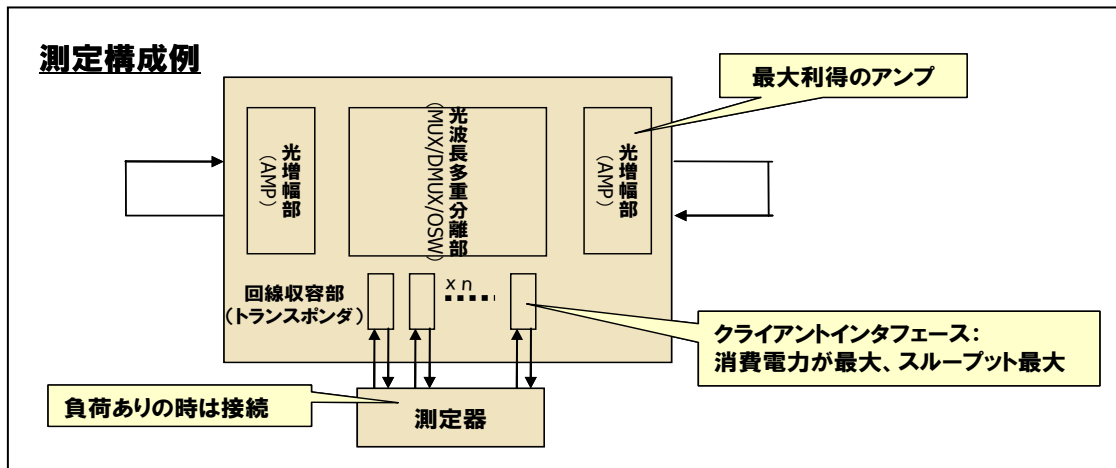 測定構成例
最大利得のアンプ
光増幅部
(AMP)
光波長多重分離部
(MUX/DMUX/OSW)
光増幅部
(AMP)
x n
回線収容部
(トランスポンダ)
クライアントインタフェース:
消費電力が最大、スループット最大
負荷ありの時は接続
測定器